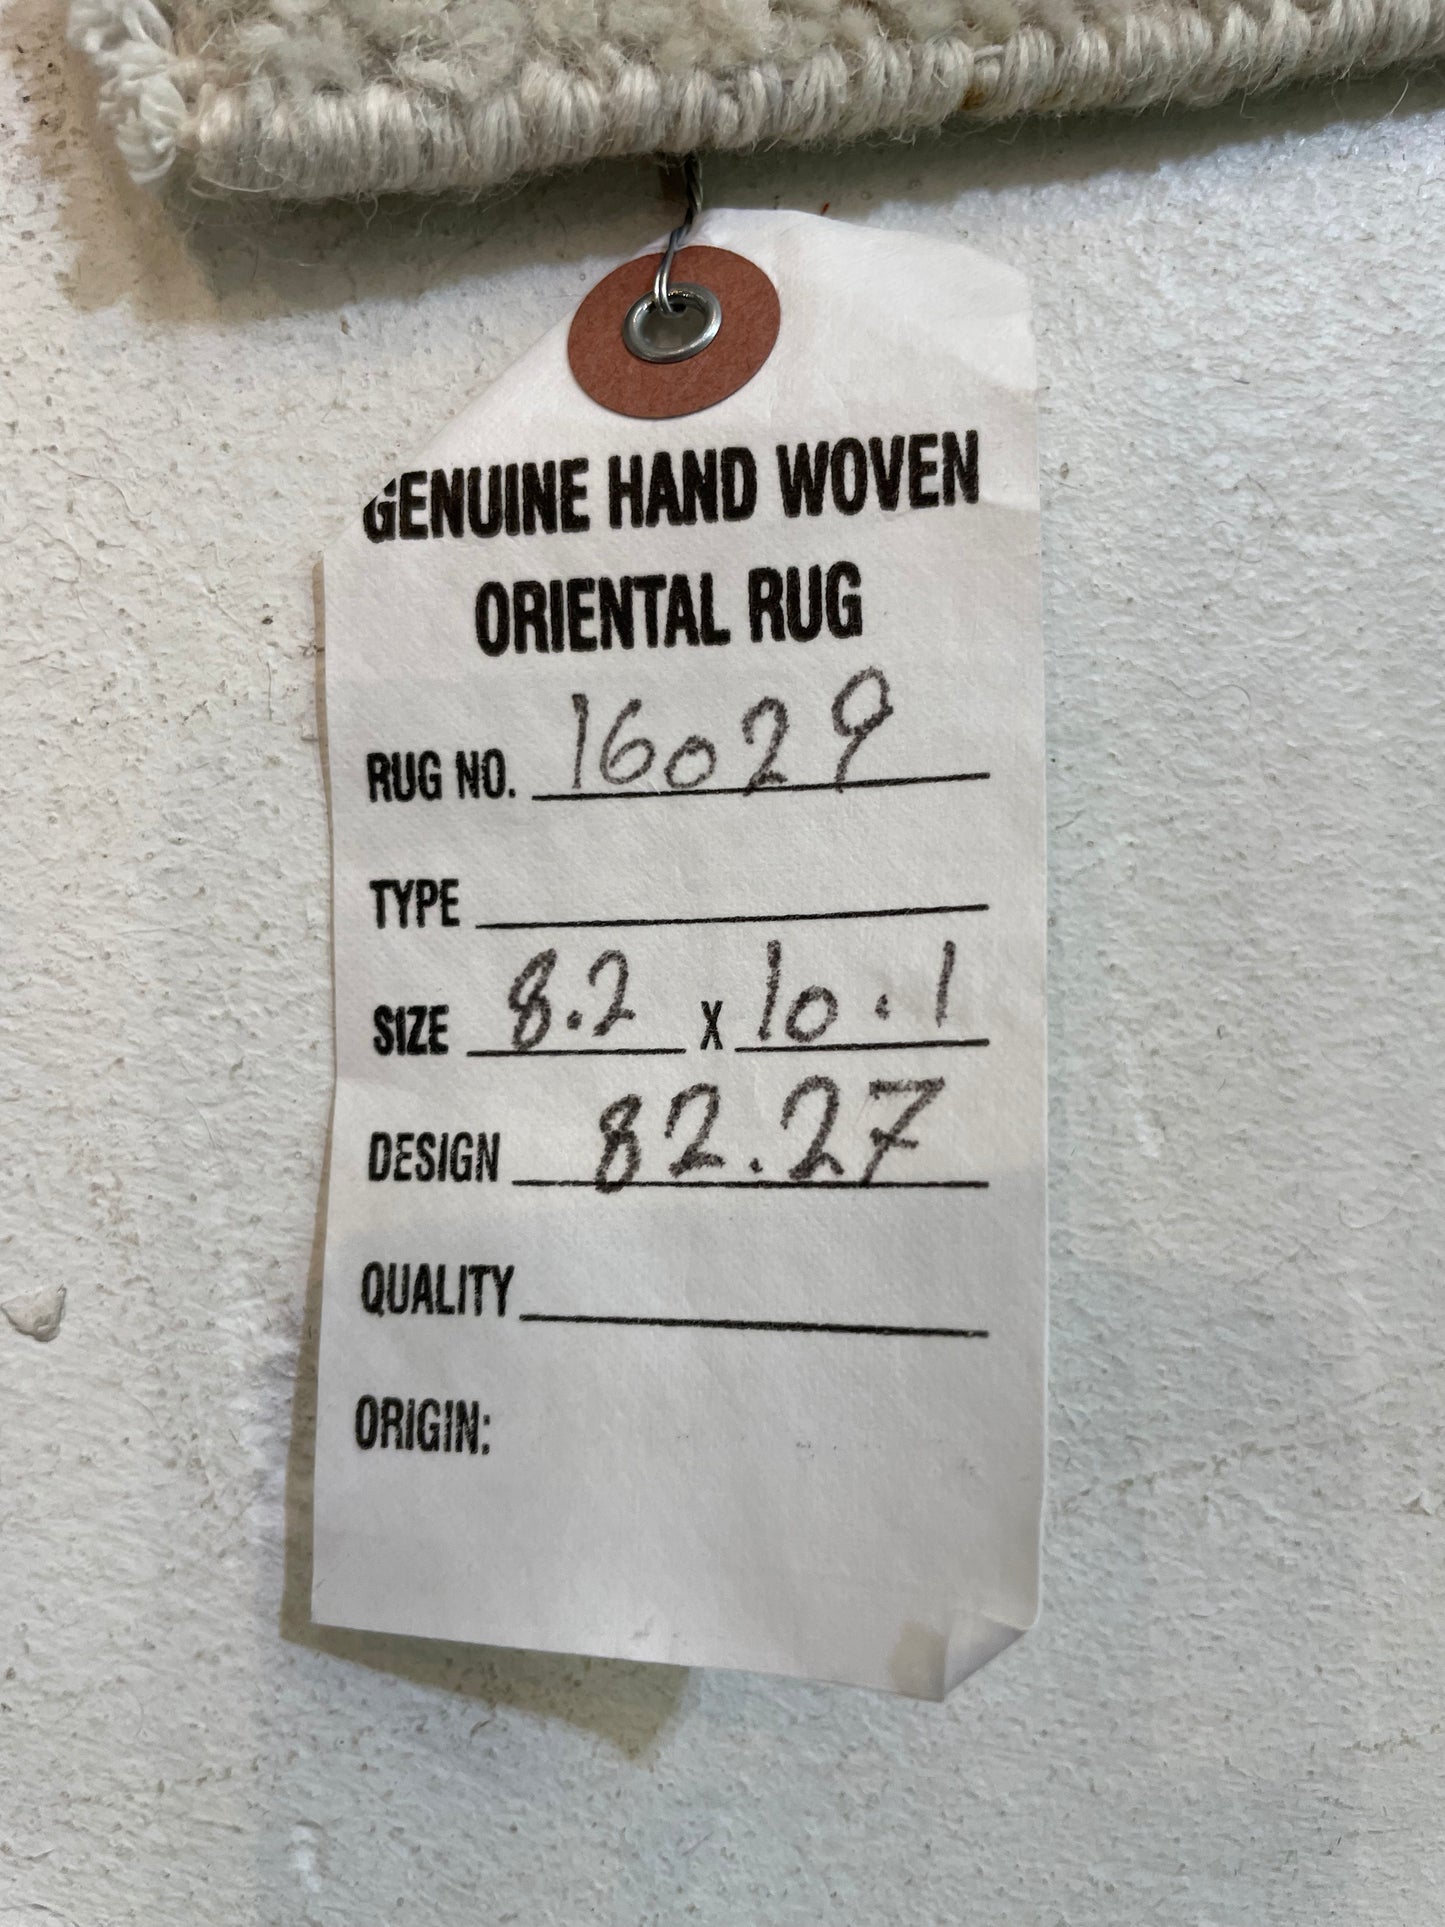 GENUINE HAND WOVEN
ORIENTAL RUG
RUG NO. 16029
TYPE
SIZE 8.2 X 10.1
DESIGN 82.27
QUALITY
ORIGIN: